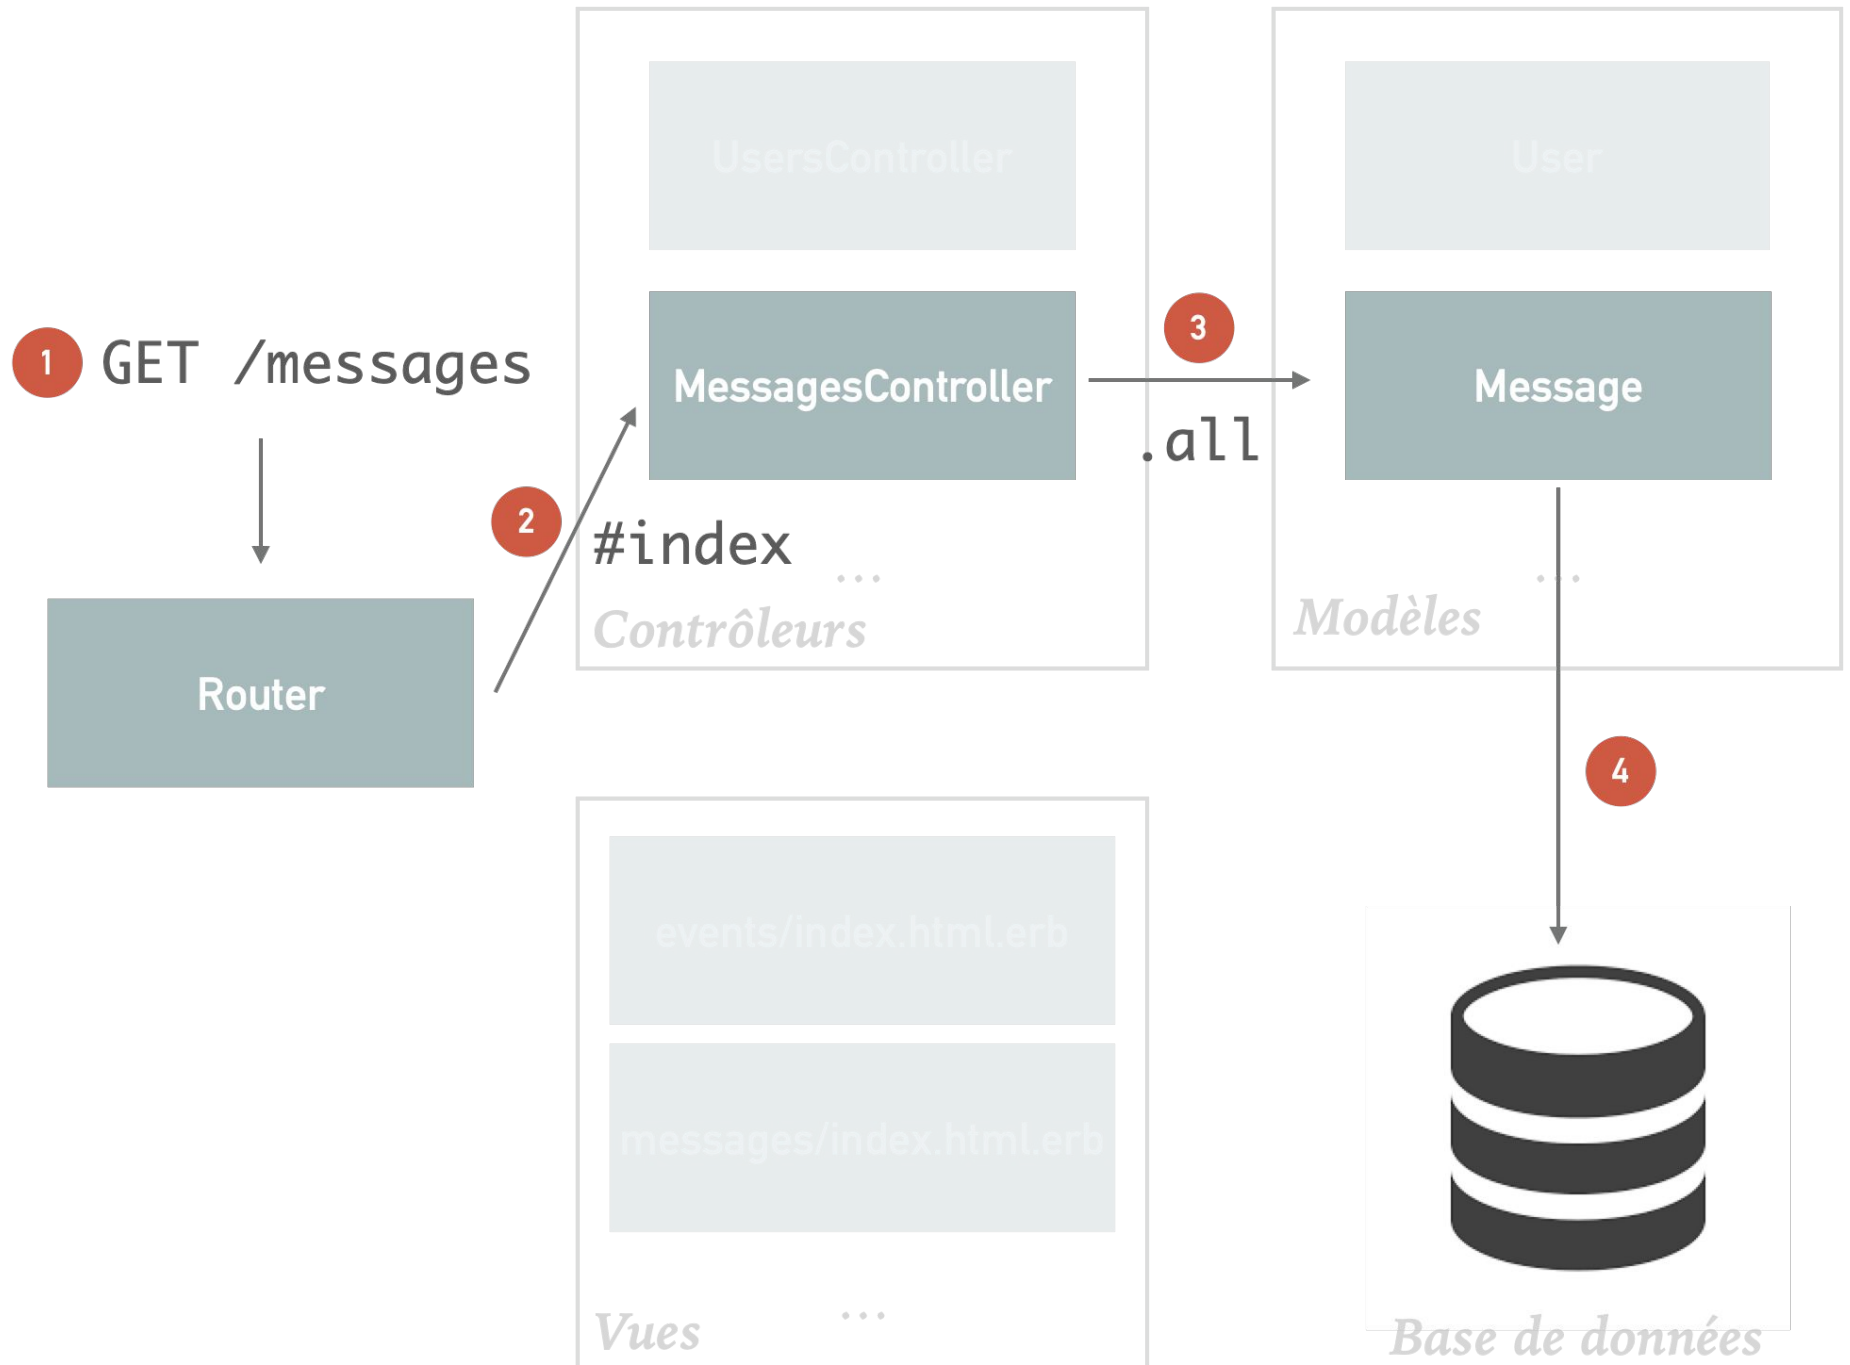 UsersController
User
1 GET /messages
MessagesController
3
.all
Message
2
#index
...
Contrôleurs
...
Modèles
Router
4
events/index.html.erb
messages/index.html.erb
...
Vues
Base de données